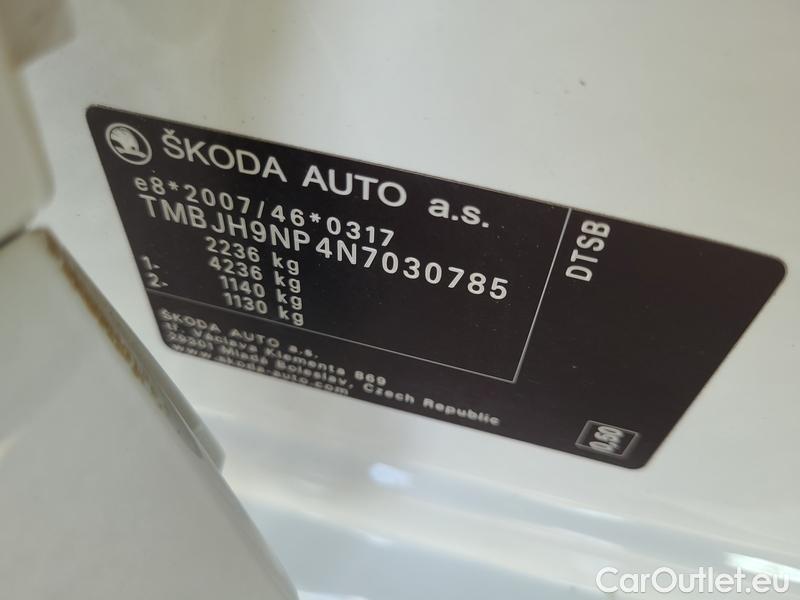 ŠKODA AUTO a.s.
e8*2007/46*0317
TMBJH9NP4N7030785
2236 kg
4236 kg
1.- 1140 kg
2.- 1130 kg
ŠKODA AUTO a.s.
tř. Václava Klementa 869
29301 Mladá Boleslav, Czech Republic
www.skoda-auto.com
DTSB
0,50
CarOutlet.eu